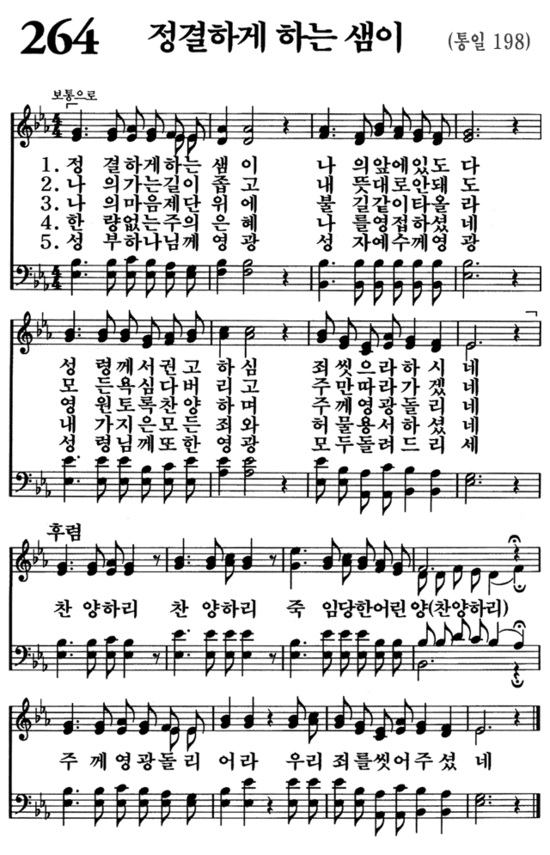 264 정결하게 하는 샘이 (통일 198)
보통으로
1. 정 결하게하는 샘 이 나 의앞에있도 다
2. 나 의가는길이 좁 고 내 뜻대로안돼 도
3. 나 의마음제단 위 에 불 길같이타올 라
4. 한 량없는주의 은 혜 나 를영접하셨 네
5. 성 부하나님께 영 광 성 자예수께영 광
성 령께서권고 하 심 죄 씻으라하시 네
모 든욕심다버 리 고 주 만따라가겠 네
영 원토록찬양 하 며 주 께영광돌리 네
내 가지은모든 죄 와 허 물용서하셨 네
성 령님께또한 영 광 모 두돌려드리 세
후렴
찬 양하리 찬 양하리 죽 임당한어린 양(찬양하리)
주 께영광돌리 어라 우리 죄를씻어주셨 네